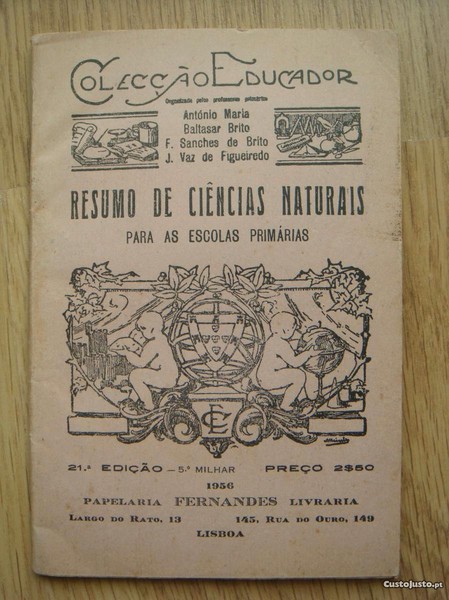 COLECÇÃO EDUCADOR
Organizada pelos professores primários
António Maria
Baltasar Brito
F. Sanches de Brito
J. Vaz de Figueiredo
RESUMO DE CIÊNCIAS NATURAIS
PARA AS ESCOLAS PRIMÁRIAS
CE
21.ª EDIÇÃO — 5.º MILHAR PREÇO 2$50
1956
PAPELARIA FERNANDES LIVRARIA
LARGO DO RATO, 13 145, RUA DO OURO, 149
LISBOA
CustoJusto.pt